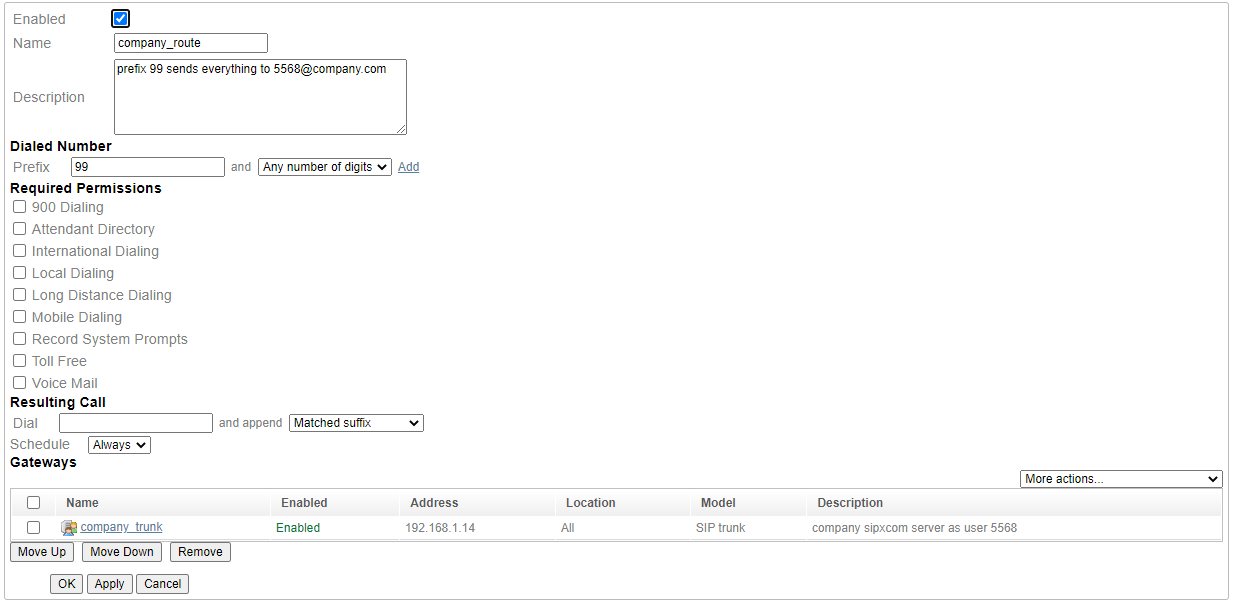 Enabled
Name company_route
Description prefix 99 sends everything to 5568@company.com
Dialed Number
Prefix 99 and Any number of digits Add
Required Permissions
900 Dialing
Attendant Directory
International Dialing
Local Dialing
Long Distance Dialing
Mobile Dialing
Record System Prompts
Toll Free
Voice Mail
Resulting Call
Dial and append Matched suffix
Schedule Always
Gateways
More actions...
Name Enabled Address Location Model Description
company_trunk Enabled 192.168.1.14 All SIP trunk company sipxcom server as user 5568
Move Up Move Down Remove
OK Apply Cancel